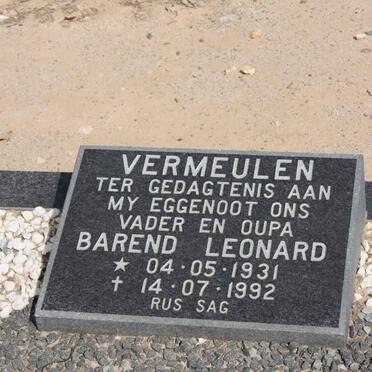 VERMEULEN
TER GEDAGTENIS AAN
MY EGGENOOT ONS
VADER EN OUPA
BAREND LEONARD
★ 04·05·1931
✝ 14·07·1992
RUS SAG